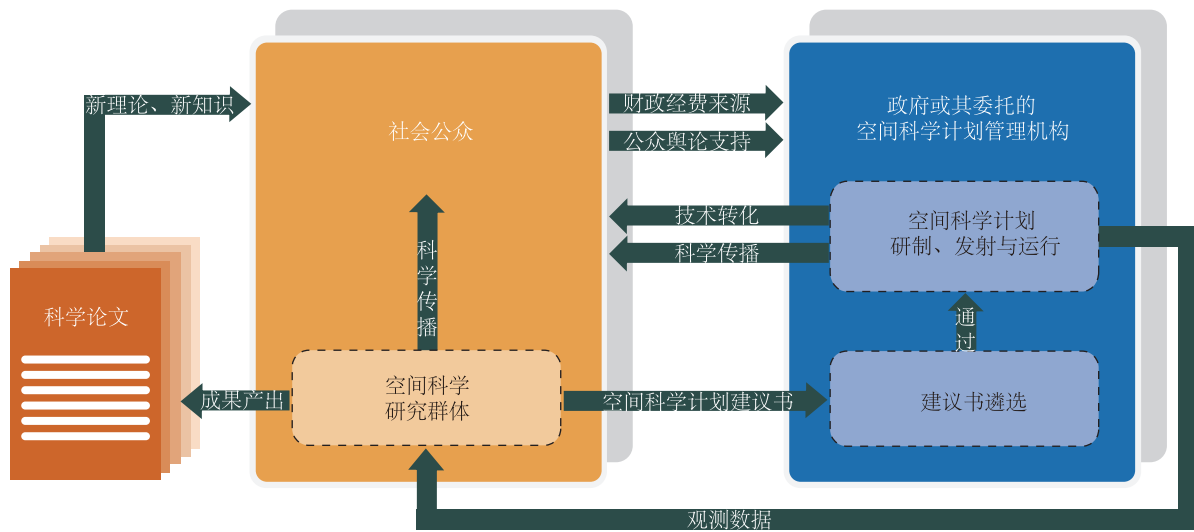 新理论、新知识
科学论文
成果产出
社会公众
科学传播
空间科学
研究群体
财政经费来源
公众舆论支持
技术转化
科学传播
空间科学计划建议书
政府或其委托的
空间科学计划管理机构
空间科学计划
研制、发射与运行
通过
建议书遴选
观测数据